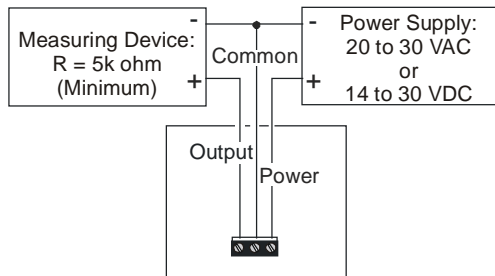 -
Measuring Device:
R = 5k ohm
(Minimum)
+
Common
-
Power Supply:
20 to 30 VAC
or
14 to 30 VDC
+
Output
Power